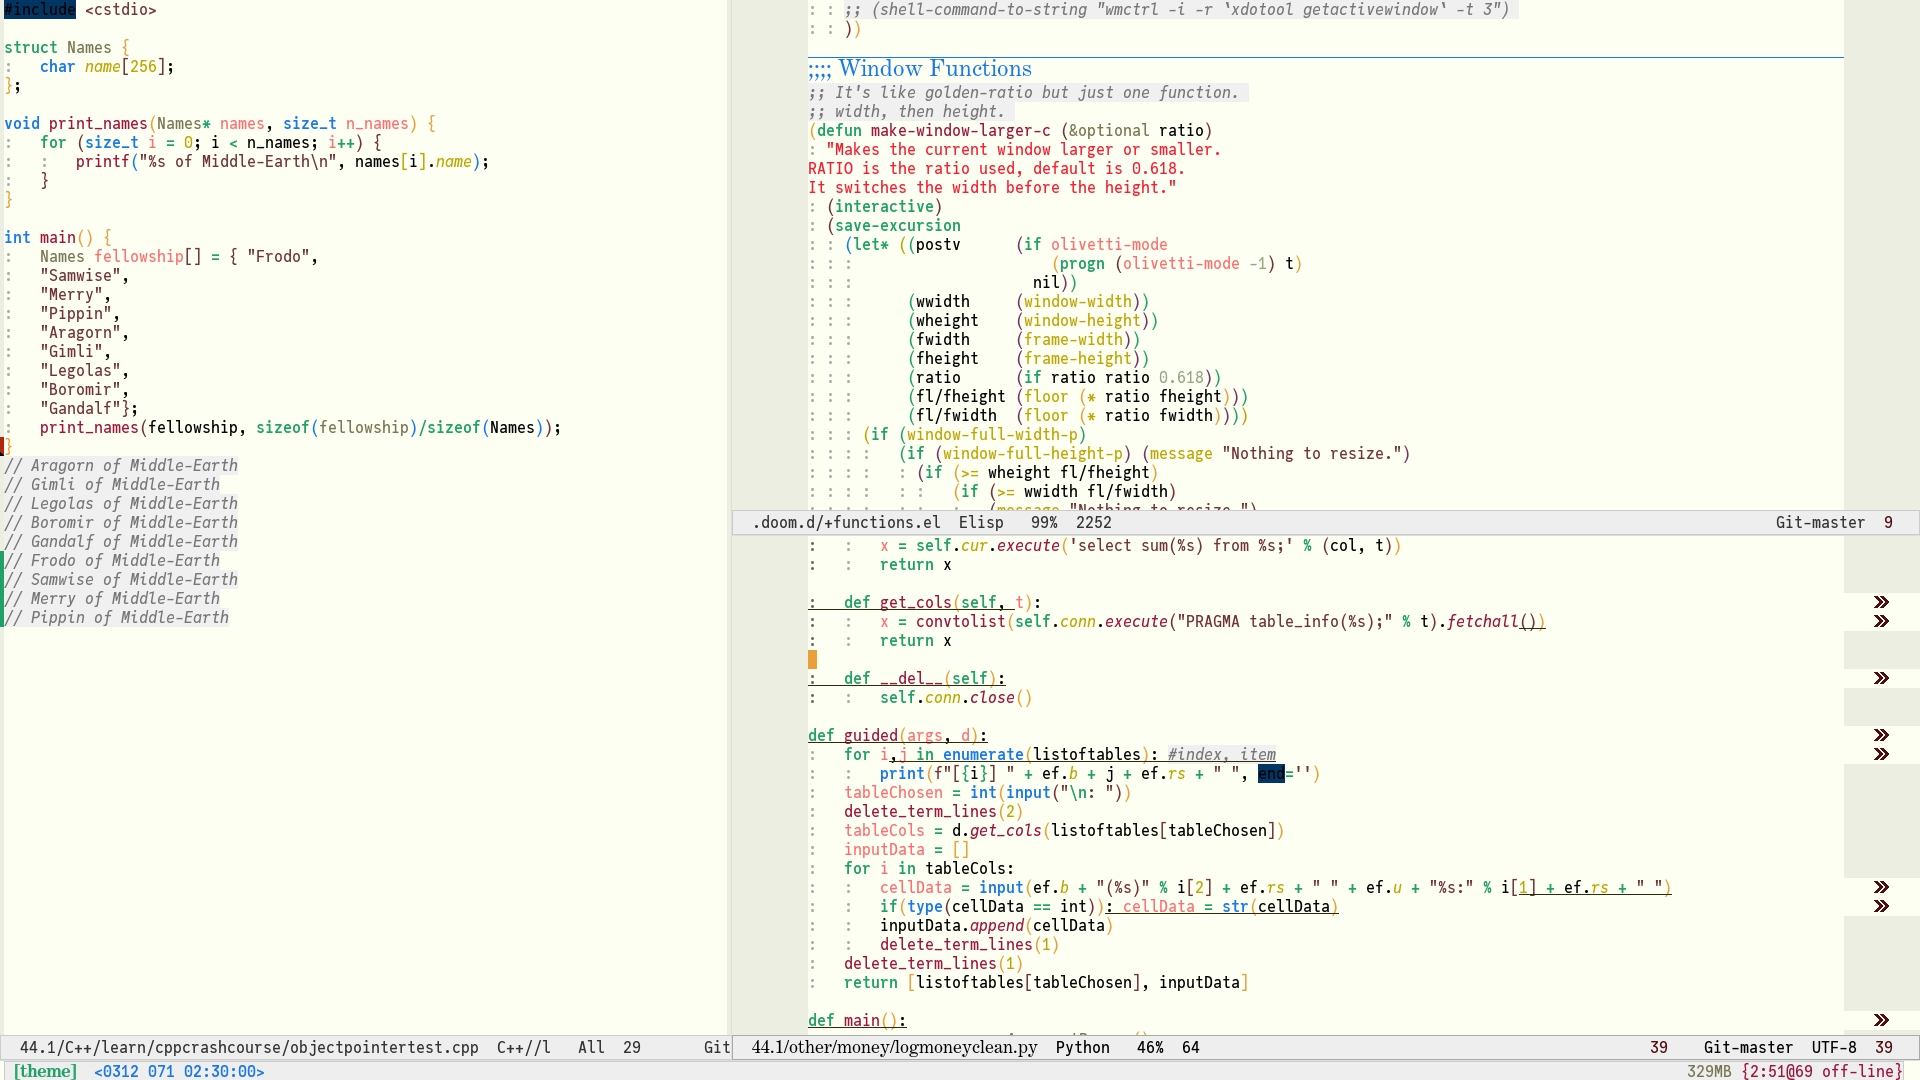 #include <cstdio>
struct Names {
:   char name[256];
};
void print_names(Names* names, size_t n_names) {
:   for (size_t i = 0; i < n_names; i++) {
:   :   printf("%s of Middle-Earth\n", names[i].name);
:   }
}
int main() {
:   Names fellowship[] = { "Frodo",
:   "Samwise",
:   "Merry",
:   "Pippin",
:   "Aragorn",
:   "Gimli",
:   "Legolas",
:   "Boromir",
:   "Gandalf"};
:   print_names(fellowship, sizeof(fellowship)/sizeof(Names));
}
// Aragorn of Middle-Earth
// Gimli of Middle-Earth
// Legolas of Middle-Earth
// Boromir of Middle-Earth
// Gandalf of Middle-Earth
// Frodo of Middle-Earth
// Samwise of Middle-Earth
// Merry of Middle-Earth
// Pippin of Middle-Earth
44.1/C++/learn/cppcrashcourse/objectpointertest.cpp  C++//l   All  29       Git
: : ;; (shell-command-to-string "wmctrl -i -r `xdotool getactivewindow` -t 3")
: : ))
;;;; Window Functions
;; It's like golden-ratio but just one function.
;; width, then height.
(defun make-window-larger-c (&optional ratio)
: "Makes the current window larger or smaller.
RATIO is the ratio used, default is 0.618.
It switches the width before the height."
: (interactive)
: (save-excursion
: : (let* ((postv      (if olivetti-mode
: : :                      (progn (olivetti-mode -1) t)
: : :                    nil))
: : :      (wwidth     (window-width))
: : :      (wheight    (window-height))
: : :      (fwidth     (frame-width))
: : :      (fheight    (frame-height))
: : :      (ratio      (if ratio ratio 0.618))
: : :      (fl/fheight (floor (* ratio fheight)))
: : :      (fl/fwidth  (floor (* ratio fwidth))))
: : : (if (window-full-width-p)
: : : :   (if (window-full-height-p) (message "Nothing to resize.")
: : : :   : (if (>= wheight fl/fheight)
: : : :   : :   (if (>= wwidth fl/fwidth)
: : : :   : :   :   (message "Nothing to resize.")
.doom.d/+functions.el  Elisp   99%  2252       Git-master  9
:   :   x = self.cur.execute('select sum(%s) from %s;' % (col, t))
:   :   return x
:   def get_cols(self, t):
:   :   x = convtolist(self.conn.execute("PRAGMA table_info(%s);" % t).fetchall())
:   :   return x
:   def __del__(self):
:   :   self.conn.close()
def guided(args, d):
:   for i,j in enumerate(listoftables): #index, item
:   :   print(f"[{i}] " + ef.b + j + ef.rs + " ", end='')
:   tableChosen = int(input("\n: "))
:   delete_term_lines(2)
:   tableCols = d.get_cols(listoftables[tableChosen])
:   inputData = []
:   for i in tableCols:
:   :   cellData = input(ef.b + "(%s)" % i[2] + ef.rs + " " + ef.u + "%s:" % i[1] + ef.rs + " ")
:   :   if(type(cellData == int)): cellData = str(cellData)
:   :   inputData.append(cellData)
:   :   delete_term_lines(1)
:   delete_term_lines(1)
:   return [listoftables[tableChosen], inputData]
def main():
44.1/other/money/logmoneyclean.py  Python   46%  64       39    Git-master  UTF-8  39
[theme]  <0312 071 02:30:00>       329MB {2:51@69 off-line}